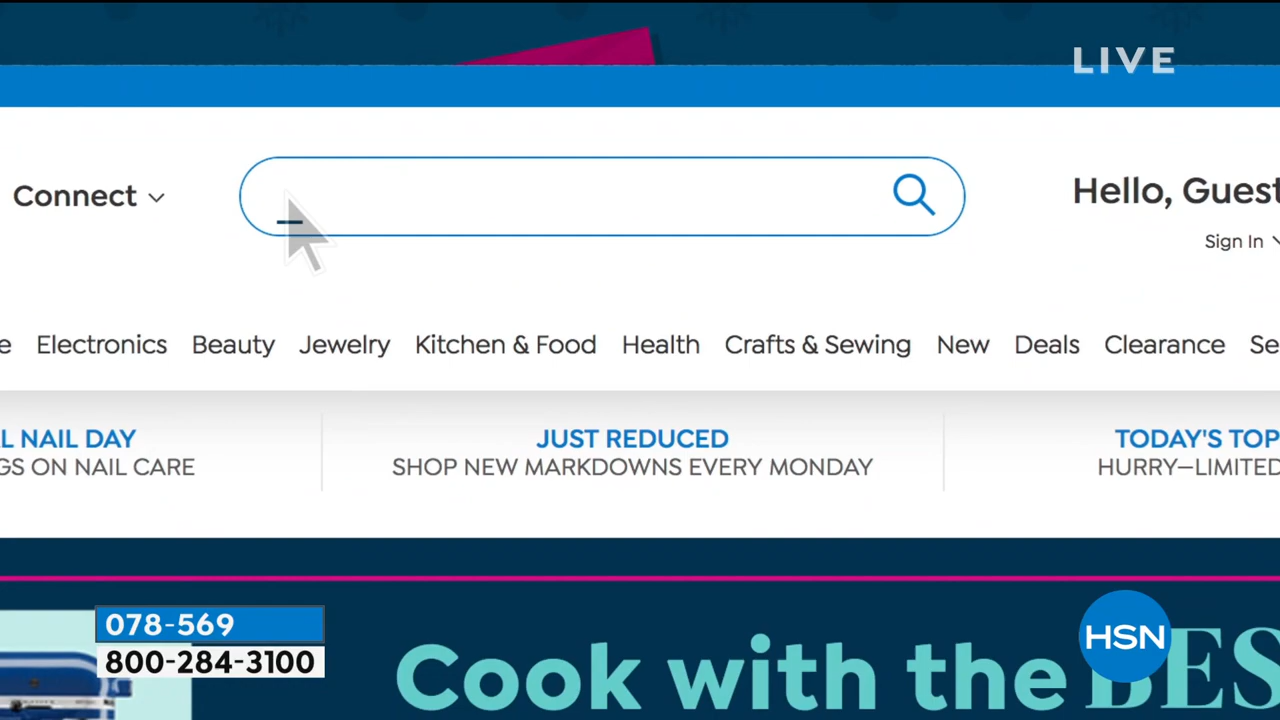 LIVE
Connect
Hello, Guest
Sign In
Electronics Beauty Jewelry Kitchen & Food Health Crafts & Sewing New Deals Clearance
NAIL DAY
ON NAIL CARE
JUST REDUCED
SHOP NEW MARKDOWNS EVERY MONDAY
TODAY'S TOP
HURRY—LIMITED
078-569
800-284-3100
Cook with the BES
HSN